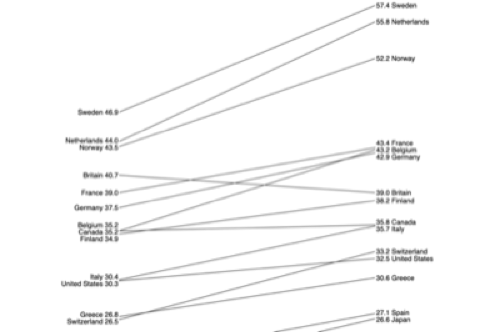 57.4 Sweden
55.8 Netherlands
52.2 Norway
Sweden 46.9
Netherlands 44.0
Norway 43.5
43.4 France
43.2 Belgium
42.9 Germany
Britain 40.7
France 39.0
39.0 Britain
38.2 Finland
Germany 37.5
Belgium 35.2
Canada 35.2
Finland 34.9
35.8 Canada
35.7 Italy
33.2 Switzerland
32.5 United States
Italy 30.4
United States 30.3
30.6 Greece
Greece 26.8
Switzerland 26.5
27.1 Spain
26.6 Japan